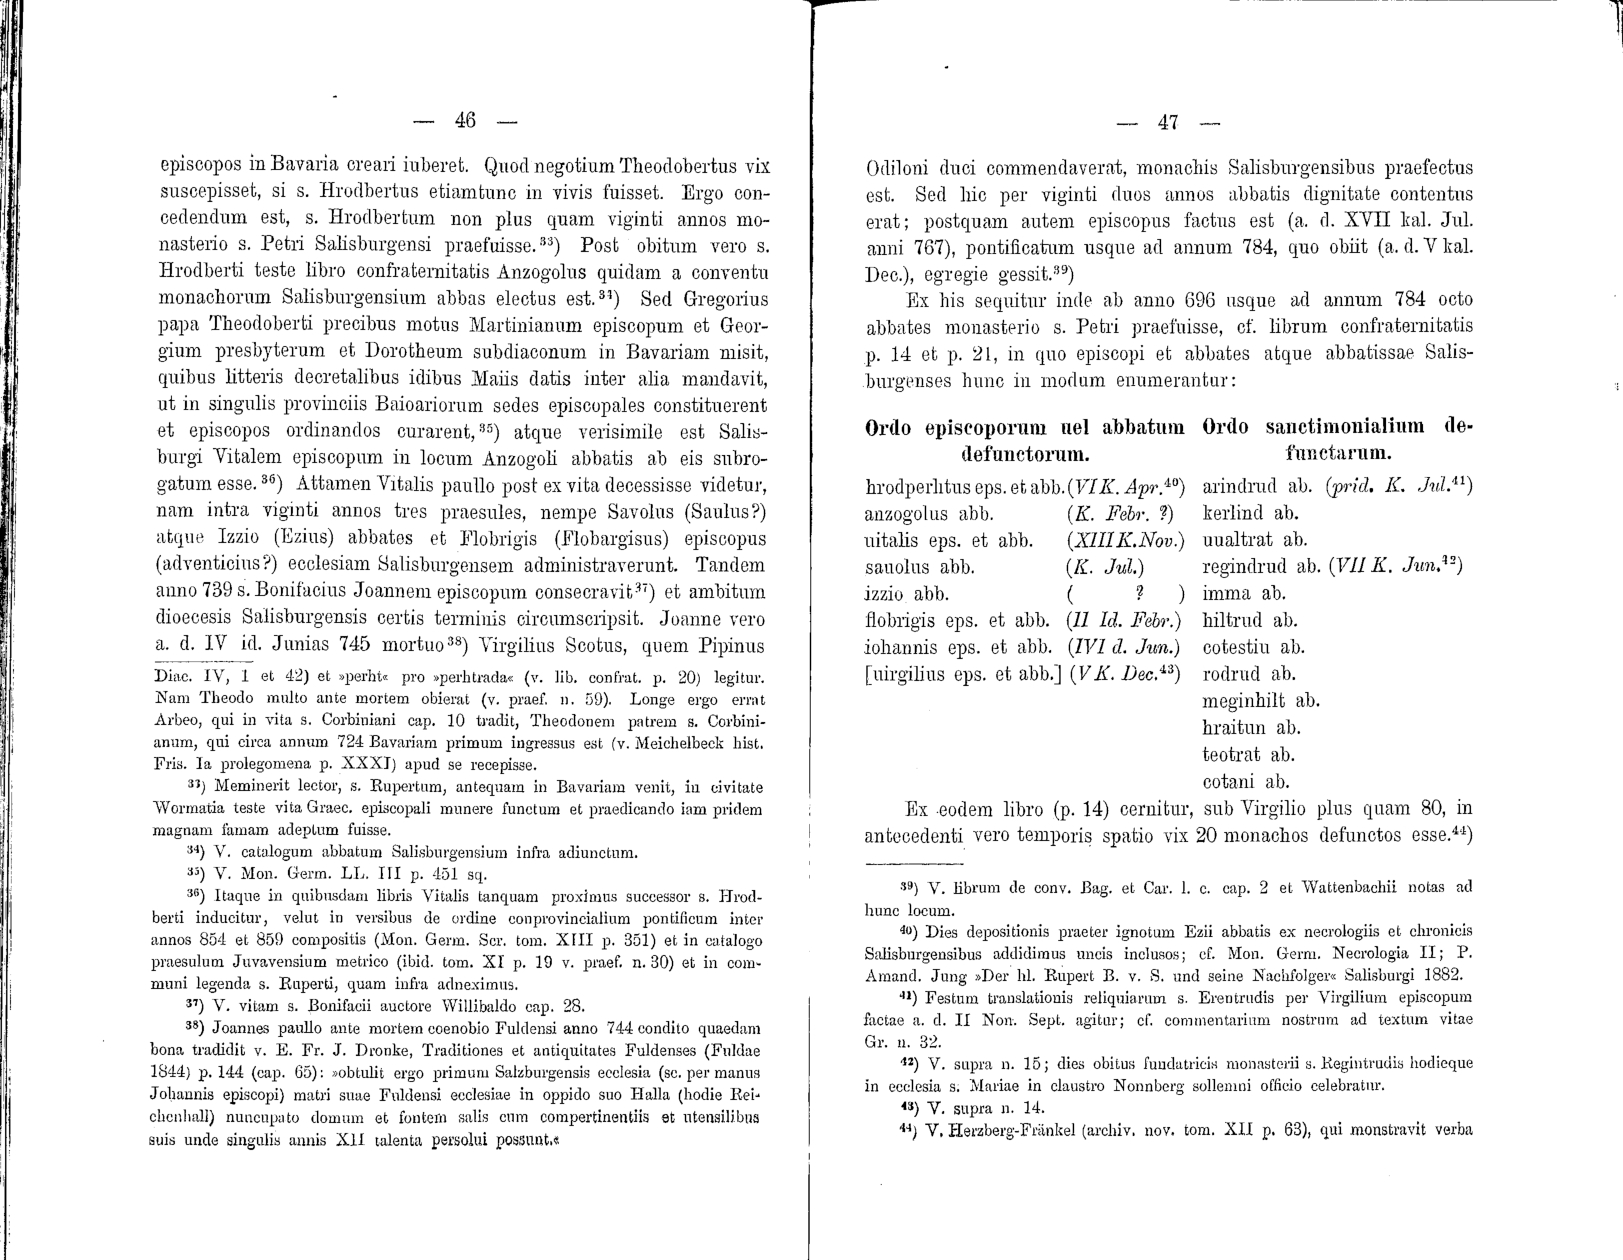 — 46 —
episcopos in Bavaria creari iuberet. Quod negotium Theodobertus vix
suscepisset, si s. Hrodbertus etiamtunc in vivis fuisset. Ergo con-
cedendum est, s. Hrodbertum non plus quam viginti annos mo-
nasterio s. Petri Salisburgensi praefuisse.³³) Post obitum vero s.
Hrodberti teste libro confraternitatis Anzogolus quidam a conventu
monachorum Salisburgensium abbas electus est.³⁴) Sed Gregorius
papa Theodoberti precibus motus Martinianum episcopum et Geor-
gium presbyterum et Dorotheum subdiaconum in Bavariam misit,
quibus litteris decretalibus idibus Maiis datis inter alia mandavit,
ut in singulis provinciis Baioariorum sedes episcopales constituerent
et episcopos ordinandos curarent,³⁵) atque verisimile est Salis-
burgi Vitalem episcopum in locum Anzogoli abbatis ab eis subro-
gatum esse.³⁶) Attamen Vitalis paullo post ex vita decessisse videtur,
nam intra viginti annos tres praesules, nempe Savolus (Saulus?)
atque Izzio (Ezius) abbates et Flobrigis (Flobargisus) episcopus
(adventicius?) ecclesiam Salisburgensem administraverunt. Tandem
anno 739 s. Bonifacius Joannem episcopum consecravit³⁷) et ambitum
dioecesis Salisburgensis certis terminis circumscripsit. Joanne vero
a. d. IV id. Junias 745 mortuo³⁸) Virgilius Scotus, quem Pipinus
Diac. IV, 1 et 42) et »perht« pro »perhtrada« (v. lib. confrat. p. 20) legitur.
Nam Theodo multo ante mortem obierat (v. praef. n. 59). Longe ergo errat
Arbeo, qui in vita s. Corbiniani cap. 10 tradit, Theodonem patrem s. Corbini-
anum, qui circa annum 724 Bavariam primum ingressus est (v. Meichelbeck hist.
Fris. Ia prolegomena p. XXXI) apud se recepisse.
³³) Meminerit lector, s. Rupertum, antequam in Bavariam venit, in civitate
Wormatia teste vita Graec. episcopali munere functum et praedicando iam pridem
magnam famam adeptum fuisse.
³⁴) V. catalogum abbatum Salisburgensium infra adiunctum.
³⁵) V. Mon. Germ. LL. III p. 451 sq.
³⁶) Itaque in quibusdam libris Vitalis tanquam proximus successor s. Hrod-
berti inducitur, velut in versibus de ordine conprovincialium pontificum inter
annos 854 et 859 compositis (Mon. Germ. Scr. tom. XIII p. 351) et in catalogo
praesulum Juvavensium metrico (ibid. tom. XI p. 19 v. praef. n. 30) et in com-
muni legenda s. Ruperti, quam infra adneximus.
³⁷) V. vitam s. Bonifacii auctore Willibaldo cap. 28.
³⁸) Joannes paullo ante mortem coenobio Fuldensi anno 744 condito quaedam
bona tradidit v. E. Fr. J. Dronke, Traditiones et antiquitates Fuldenses (Fuldae
1844) p. 144 (cap. 65): »obtulit ergo primum Salzburgensis ecclesia (sc. per manus
Johannis episcopi) matri suae Fuldensi ecclesiae in oppido suo Halla (hodie Rei-
chenhall) nuncupato domum et fontem salis cum compertinentiis et utensilibus
suis unde singulis annis XII talenta persolui possunt.«
— 47 —
Odiloni duci commendaverat, monachis Salisburgensibus praefectus
est. Sed hic per viginti duos annos abbatis dignitate contentus
erat; postquam autem episcopus factus est (a. d. XVII kal. Jul.
anni 767), pontificatum usque ad annum 784, quo obiit (a. d. V kal.
Dec.), egregie gessit.³⁹)
Ex his sequitur inde ab anno 696 usque ad annum 784 octo
abbates monasterio s. Petri praefuisse, cf. librum confraternitatis
p. 14 et p. 21, in quo episcopi et abbates atque abbatissae Salis-
burgenses hunc in modum enumerantur:
Ordo episcoporum uel abbatum
defunctorum.
hrodperhtus eps. et abb. (VI K. Apr.⁴⁰)
anzogolus abb. (K. Febr. ?)
uitalis eps. et abb. (XIII K. Nov.)
sauolus abb. (K. Jul.)
izzio abb. ( ? )
flobrigis eps. et abb. (II Id. Febr.)
iohannis eps. et abb. (IVI d. Jun.)
[uirgilius eps. et abb.] (V K. Dec.⁴³)
Ordo sanctimonialium de-
functarum.
arindrud ab. (prid. K. Jul.⁴¹)
kerlind ab.
uualtrat ab.
regindrud ab. (VII K. Jun.⁴²)
imma ab.
hiltrud ab.
cotestiu ab.
rodrud ab.
meginhilt ab.
hraitun ab.
teotrat ab.
cotani ab.
Ex eodem libro (p. 14) cernitur, sub Virgilio plus quam 80, in
antecedenti vero temporis spatio vix 20 monachos defunctos esse.⁴⁴)
³⁹) V. librum de conv. Bag. et Car. l. c. cap. 2 et Wattenbachii notas ad
hunc locum.
⁴⁰) Dies depositionis praeter ignotum Ezii abbatis ex necrologiis et chronicis
Salisburgensibus addidimus uncis inclusos; cf. Mon. Germ. Necrologia II; P.
Amand. Jung »Der hl. Rupert B. v. S. und seine Nachfolger« Salisburgi 1882.
⁴¹) Festum translationis reliquiarum s. Erentrudis per Virgilium episcopum
factae a. d. II Non. Sept. agitur; cf. commentarium nostrum ad textum vitae
Gr. n. 32.
⁴²) V. supra n. 15; dies obitus fundatricis monasterii s. Regintrudis hodieque
in ecclesia s. Mariae in claustro Nonnberg sollemni officio celebratur.
⁴³) V. supra n. 14.
⁴⁴) V. Herzberg-Fränkel (archiv. nov. tom. XII p. 63), qui monstravit verba